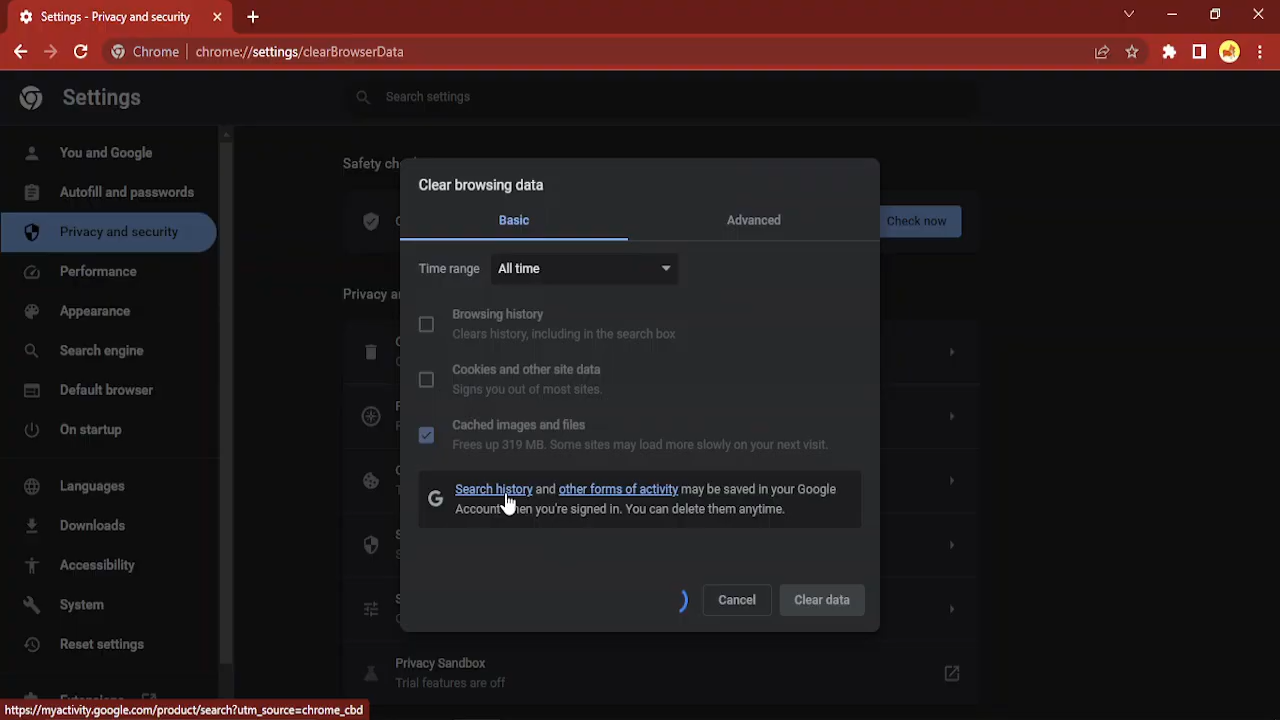 Settings - Privacy and security
Chrome
chrome://settings/clearBrowserData
Settings
Search settings
You and Google
Autofill and passwords
Privacy and security
Performance
Appearance
Search engine
Default browser
On startup
Languages
Downloads
Accessibility
System
Reset settings
Extensions
Safety
Check now
Clear browsing data
Basic
Advanced
Time range
All time
Browsing history
Clears history, including in the search box
Cookies and other site data
Signs you out of most sites.
Cached images and files
Frees up 319 MB. Some sites may load more slowly on your next visit.
Search history and other forms of activity may be saved in your Google
Account when you're signed in. You can delete them anytime.
Cancel
Clear data
Privacy Sandbox
Trial features are off
https://myactivity.google.com/product/search?utm_source=chrome_cbd